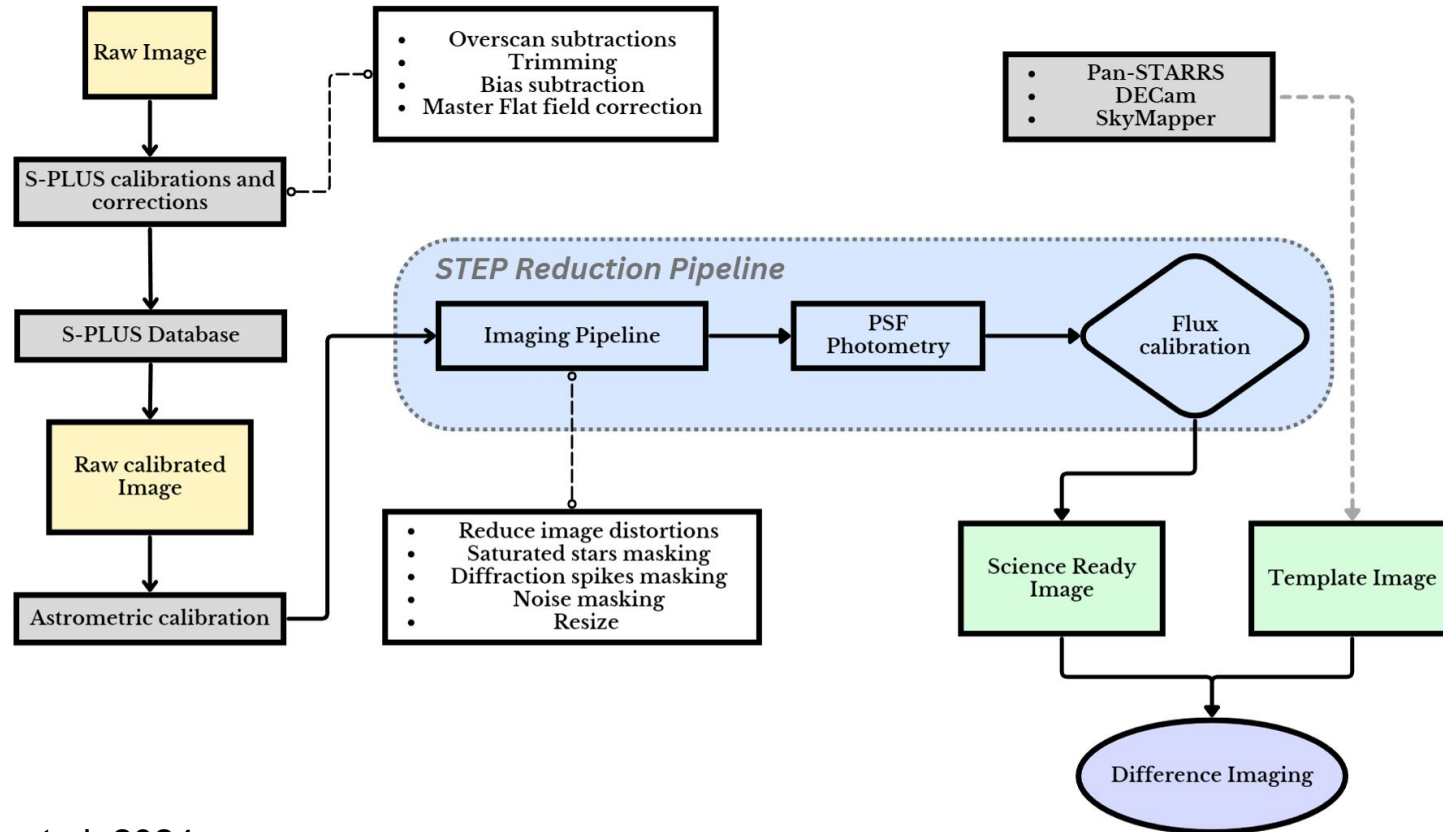 Raw Image
• Overscan subtractions
• Trimming
• Bias subtraction
• Master Flat field correction
• Pan-STARRS
• DECam
• SkyMapper
S-PLUS calibrations and
corrections
STEP Reduction Pipeline
S-PLUS Database
Imaging Pipeline
PSF
Photometry
Flux
calibration
Raw calibrated
Image
Astrometric calibration
• Reduce image distortions
• Saturated stars masking
• Diffraction spikes masking
• Noise masking
• Resize
Science Ready
Image
Template Image
Difference Imaging